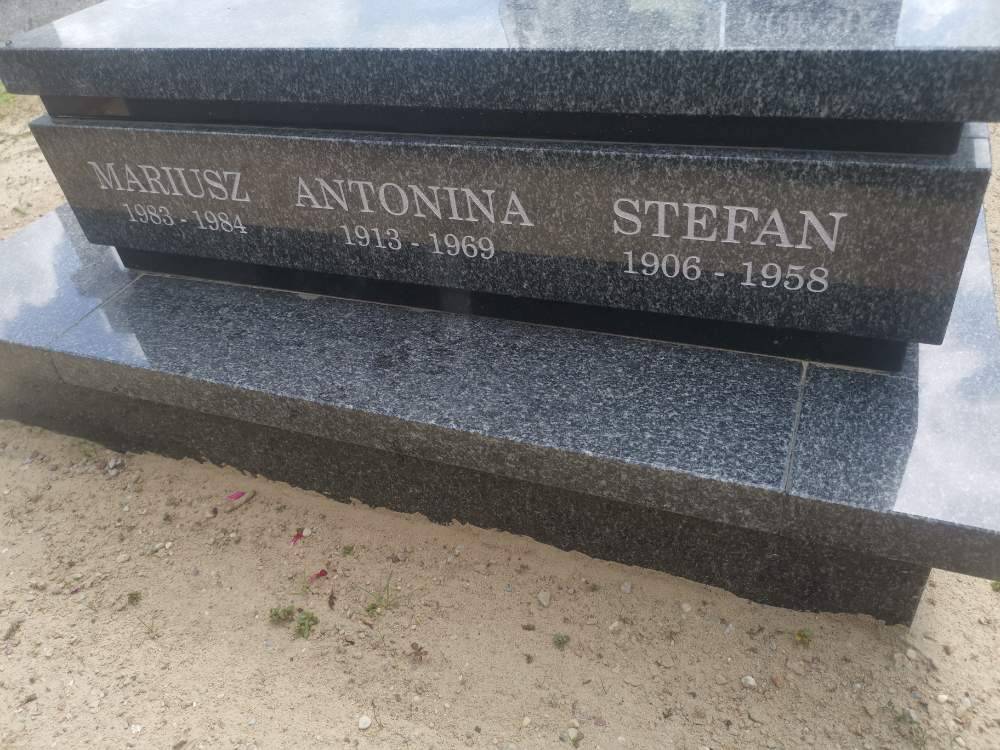 MARIUSZ
1983 - 1984
ANTONINA
1913 - 1969
STEFAN
1906 - 1958